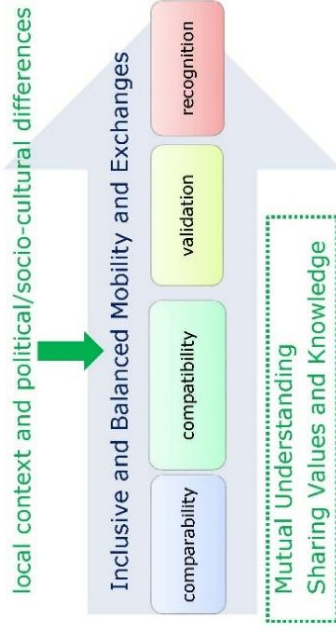 local context and political/socio-cultural differences
Inclusive and Balanced Mobility and Exchanges
comparability
compatibility
validation
recognition
Mutual Understanding
Sharing Values and Knowledge